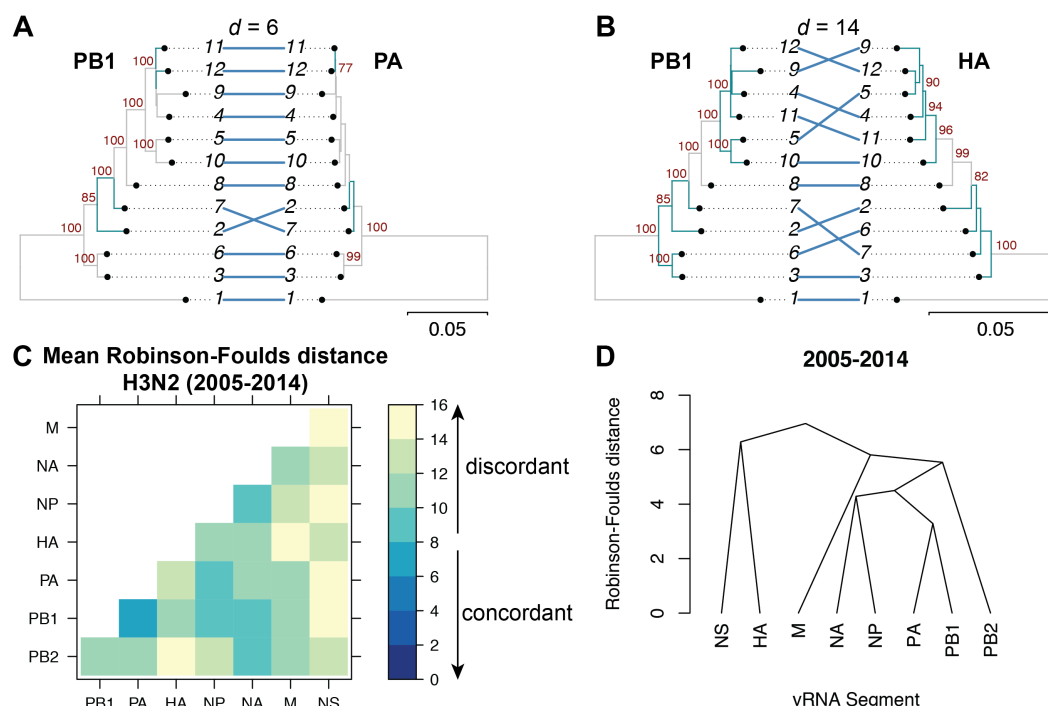 A
d = 6
PB1
PA
11 11
12 12
9 9
4 4
5 5
10 10
8 8
7 2
2 7
6 6
3 3
1 1
100
77
100
100
100
85
100
100
100
99
0.05
B
d = 14
PB1
HA
12 9
9 12
4 5
11 4
5 11
10 10
8 8
7 2
2 6
6 7
3 3
1 1
100
90
100
94
100
96
100
99
85
82
100
100
100
0.05
C Mean Robinson-Foulds distance
H3N2 (2005-2014)
M
NA
NP
HA
PA
PB1
PB2
PB1 PA HA NP NA M NS
16
14
12
10
8
6
4
2
0
discordant
concordant
D
2005-2014
Robinson-Foulds distance
8
6
4
2
0
NS HA M NA NP PA PB1 PB2
vRNA Segment